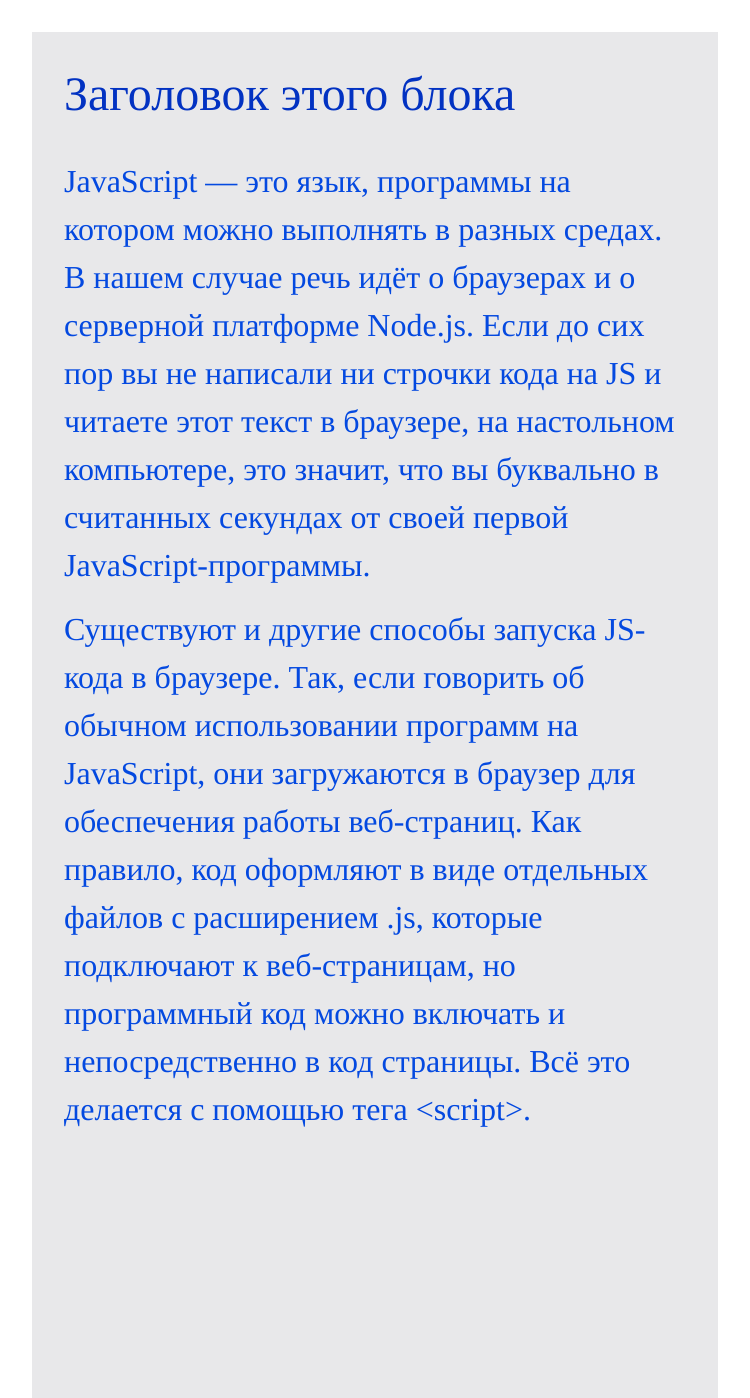 Заголовок этого блока
JavaScript — это язык, программы на
котором можно выполнять в разных средах.
В нашем случае речь идёт о браузерах и о
серверной платформе Node.js. Если до сих
пор вы не написали ни строчки кода на JS и
читаете этот текст в браузере, на настольном
компьютере, это значит, что вы буквально в
считанных секундах от своей первой
JavaScript-программы.
Существуют и другие способы запуска JS-
кода в браузере. Так, если говорить об
обычном использовании программ на
JavaScript, они загружаются в браузер для
обеспечения работы веб-страниц. Как
правило, код оформляют в виде отдельных
файлов с расширением .js, которые
подключают к веб-страницам, но
программный код можно включать и
непосредственно в код страницы. Всё это
делается с помощью тега <script>.